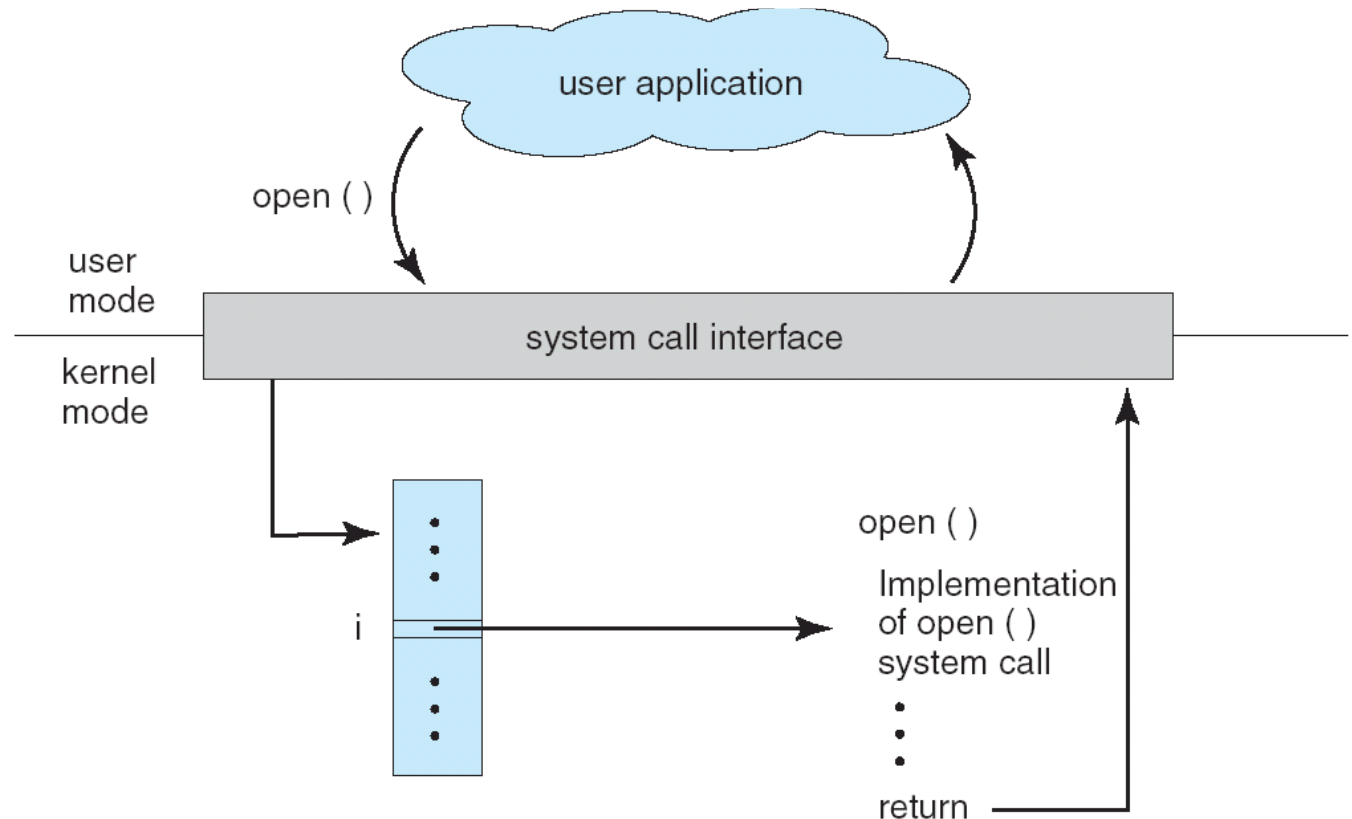 user application
open ( )
user
mode
system call interface
kernel
mode
open ( )
Implementation
of open ( )
system call
i
return